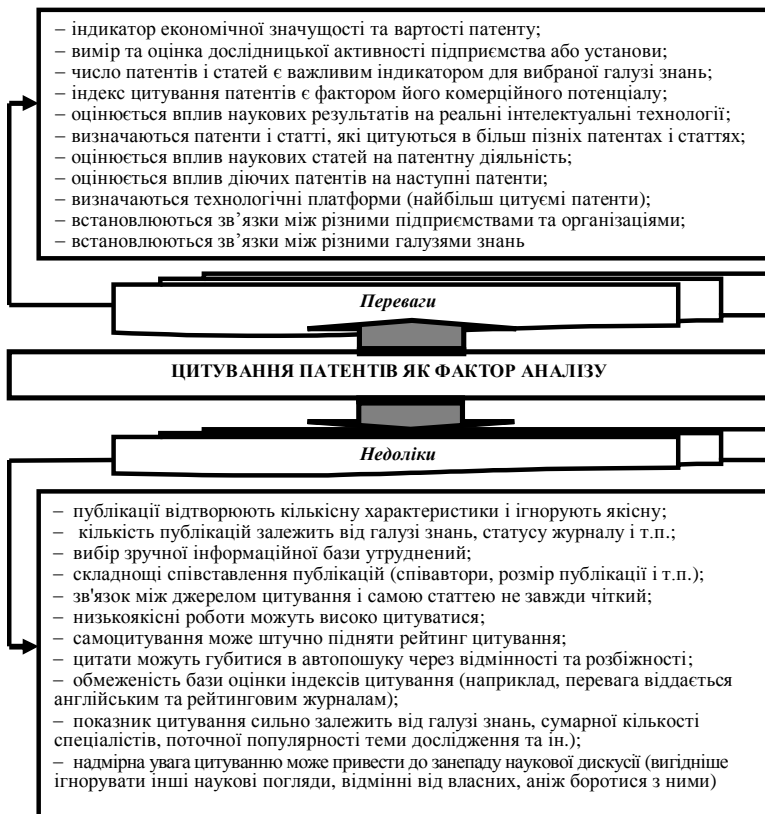 – індикатор економічної значущості та вартості патенту;
– вимір та оцінка дослідницької активності підприємства або установи;
– число патентів і статей є важливим індикатором для вибраної галузі знань;
– індекс цитування патентів є фактором його комерційного потенціалу;
– оцінюється вплив наукових результатів на реальні інтелектуальні технології;
– визначаються патенти і статті, які цитуються в більш пізніх патентах і статтях;
– оцінюється вплив наукових статей на патентну діяльність;
– оцінюється вплив діючих патентів на наступні патенти;
– визначаються технологічні платформи (найбільш цитуємі патенти);
– встановлюються зв’язки між різними підприємствами та організаціями;
– встановлюються зв’язки між різними галузями знань
Переваги
ЦИТУВАННЯ ПАТЕНТІВ ЯК ФАКТОР АНАЛІЗУ
Недоліки
– публікації відтворюють кількісну характеристики і ігнорують якісну;
– кількість публікацій залежить від галузі знань, статусу журналу і т.п.;
– вибір зручної інформаційної бази утруднений;
– складнощі співставлення публікацій (співавтори, розмір публікації і т.п.);
– зв'язок між джерелом цитування і самою статтею не завжди чіткий;
– низькоякісні роботи можуть високо цитуватися;
– самоцитування може штучно підняти рейтинг цитування;
– цитати можуть губитися в автопошуку через відмінності та розбіжності;
– обмеженість бази оцінки індексів цитування (наприклад, перевага віддається
англійським та рейтинговим журналам);
– показник цитування сильно залежить від галузі знань, сумарної кількості
спеціалістів, поточної популярності теми дослідження та ін.);
– надмірна увага цитуванню може привести до занепаду наукової дискусії (вигідніше
ігнорувати інші наукові погляди, відмінні від власних, аніж боротися з ними)